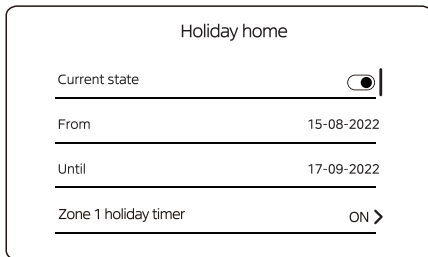 Holiday home
Current state
From 15-08-2022
Until 17-09-2022
Zone 1 holiday timer ON